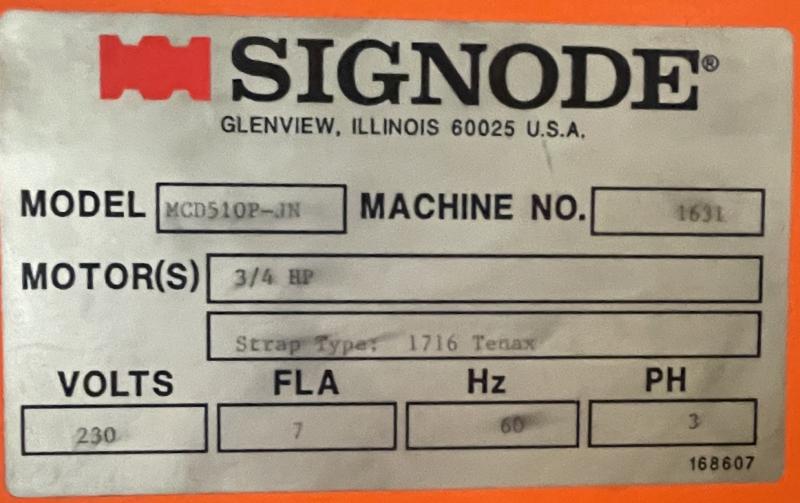 SIGNODE®
GLENVIEW, ILLINOIS 60025 U.S.A.
MODEL MCD510P-JN MACHINE NO. 1631
MOTOR(S) 3/4 HP
Strap Type: 1716 Tenax
VOLTS FLA Hz PH
230 7 60 3
168607